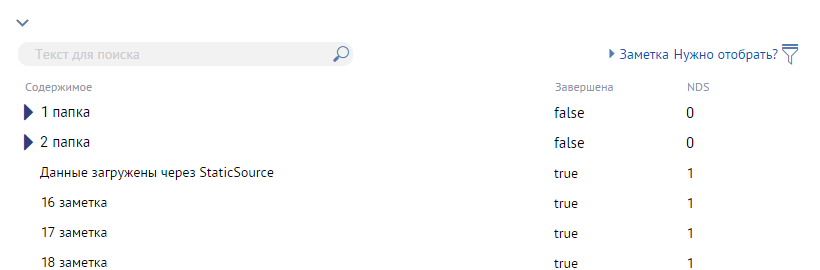 Текст для поиска Заметка Нужно отобрать?
Содержимое Завершена NDS
1 папка false 0
2 папка false 0
Данные загружены через StaticSource true 1
16 заметка true 1
17 заметка true 1
18 заметка true 1